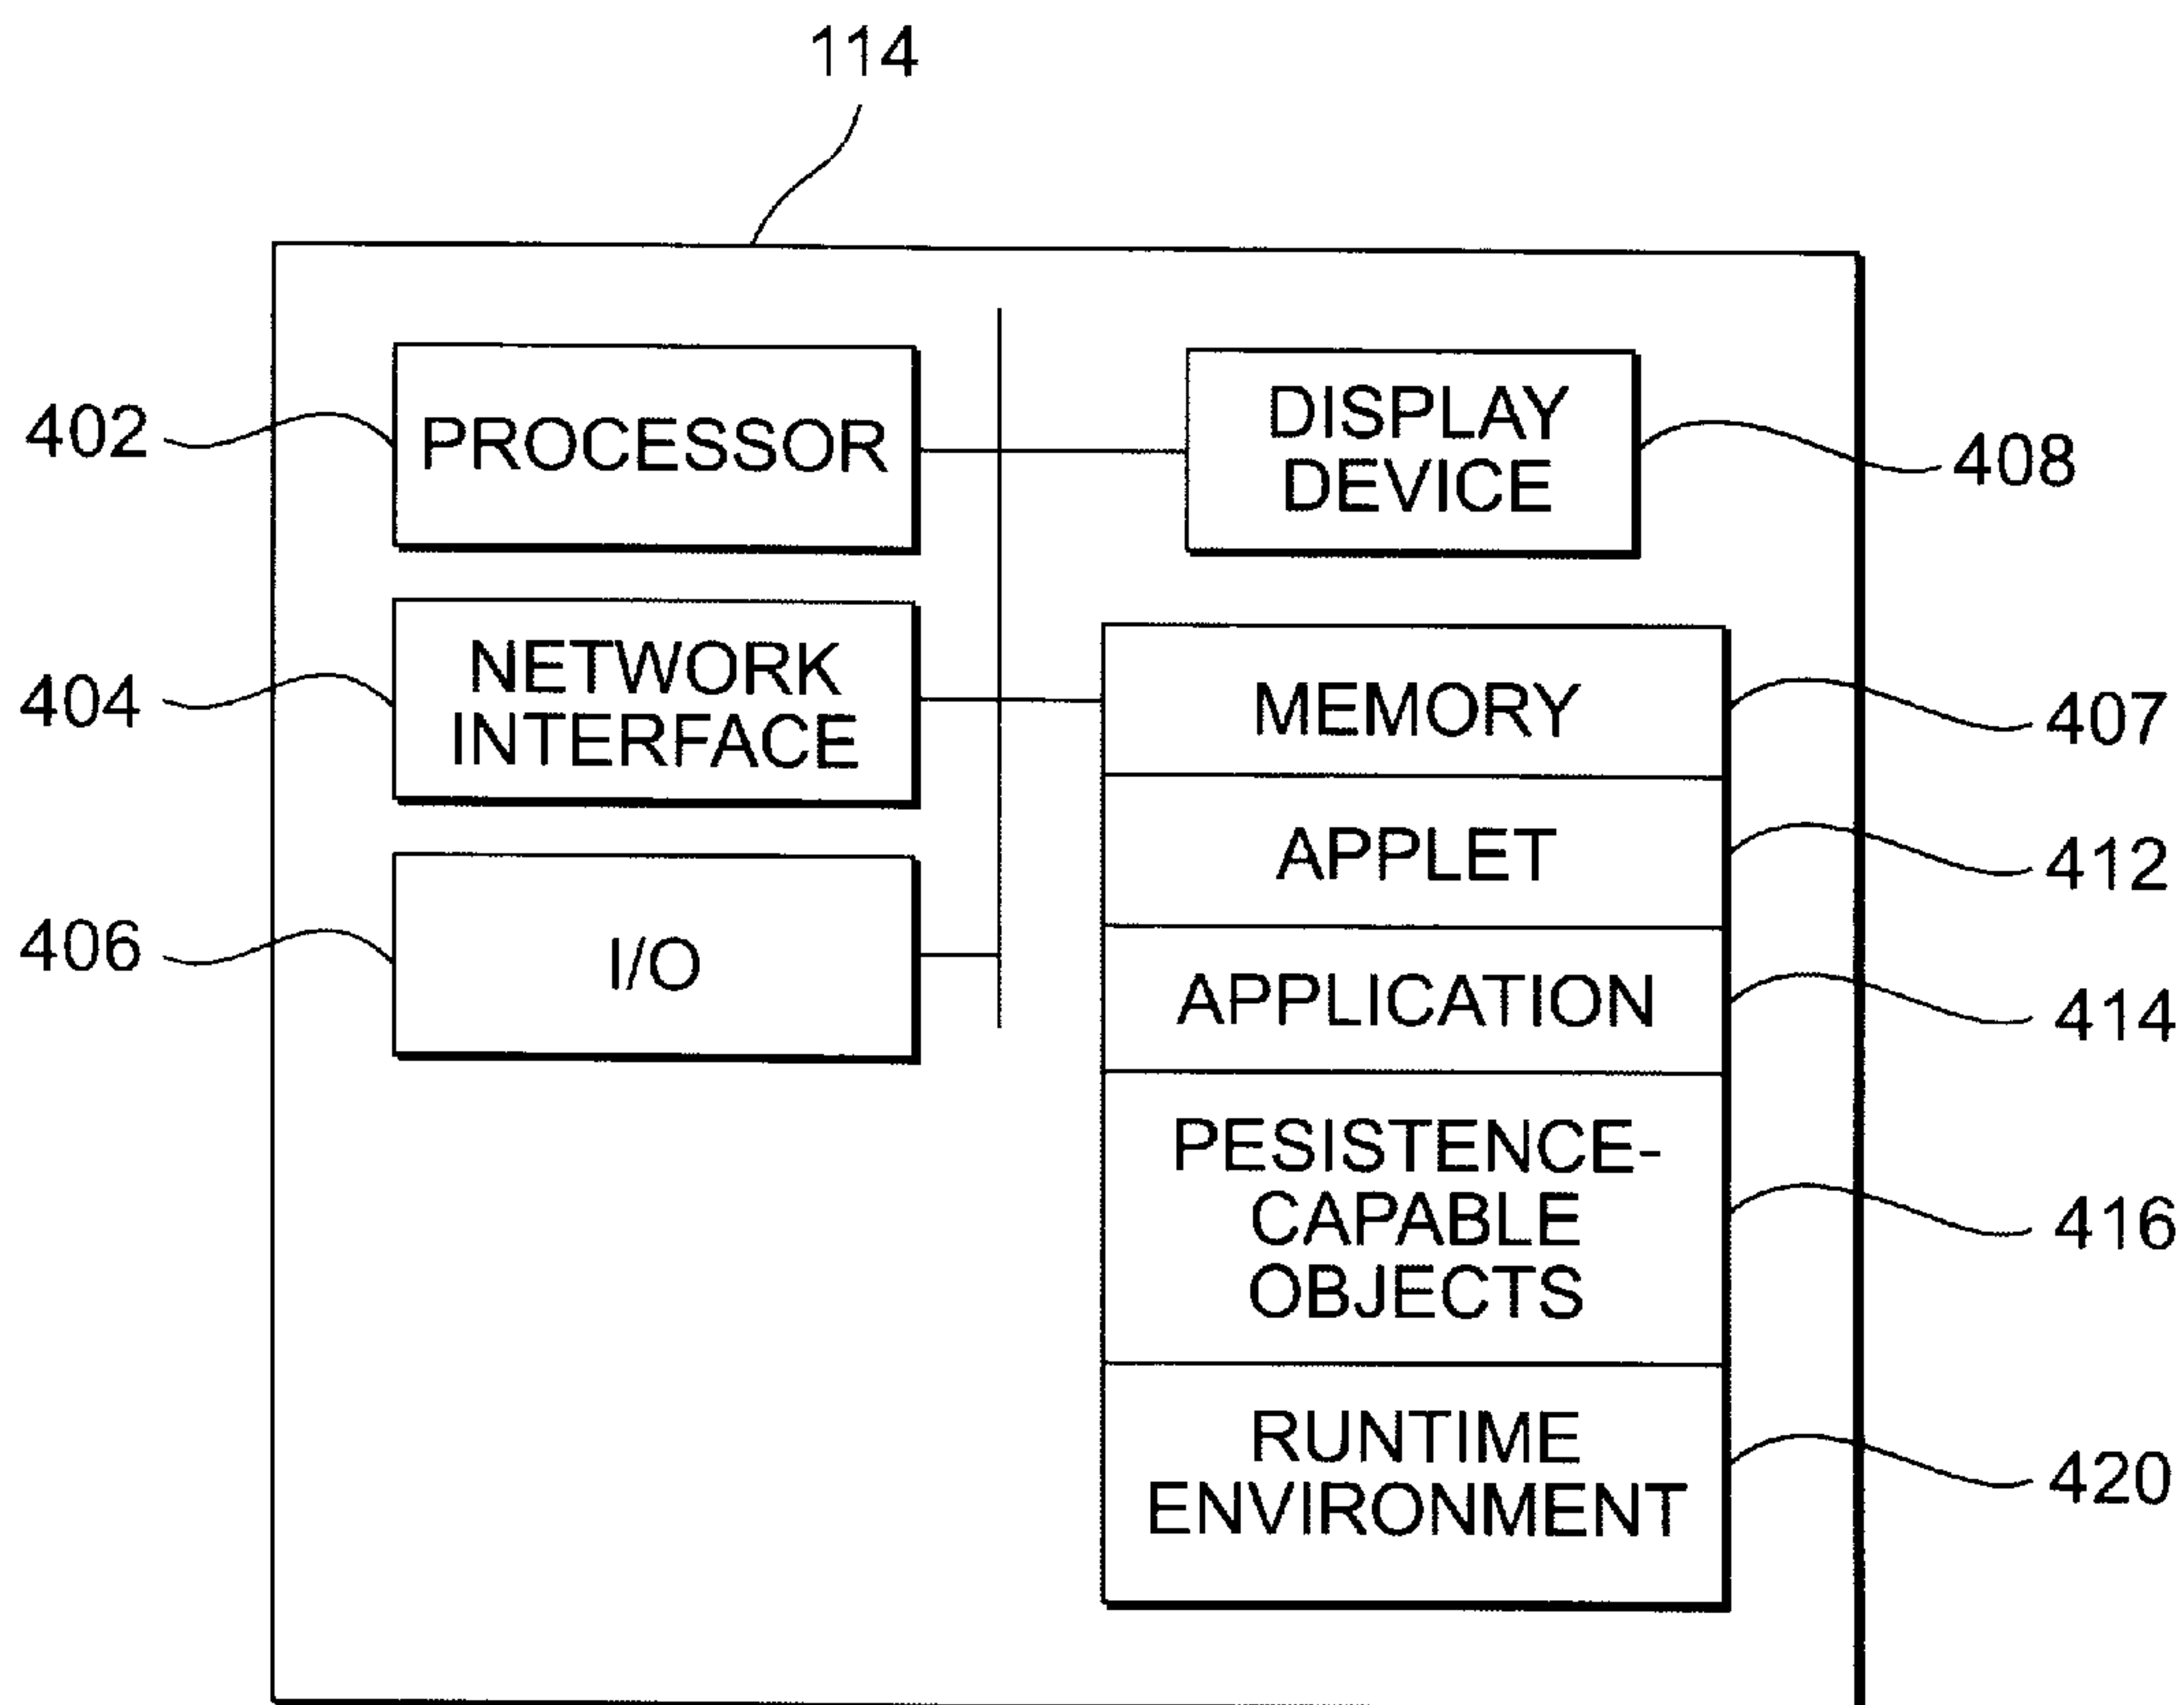 114
402
PROCESSOR
DISPLAY
DEVICE
408
404
NETWORK
INTERFACE
MEMORY
407
APPLET
412
406
I/O
APPLICATION
414
PESISTENCE-
CAPABLE
OBJECTS
416
RUNTIME
ENVIRONMENT
420